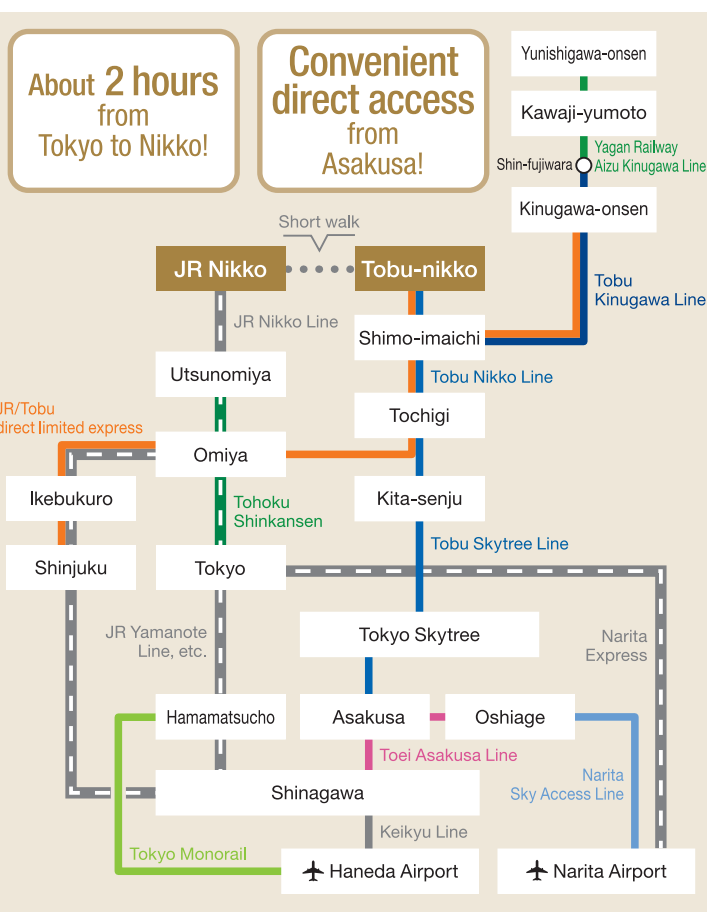 About 2 hours
from
Tokyo to Nikko!
Convenient
direct access
from
Asakusa!
Yunishigawa-onsen
Kawaji-yumoto
Shin-fujiwara
Yagan Railway
Aizu Kinugawa Line
Kinugawa-onsen
Short walk
JR Nikko
Tobu-nikko
Tobu
Kinugawa Line
JR Nikko Line
Shimo-imaichi
Utsunomiya
Tobu Nikko Line
JR/Tobu
direct limited express
Tochigi
Omiya
Ikebukuro
Tohoku
Shinkansen
Kita-senju
Tobu Skytree Line
Shinjuku
Tokyo
JR Yamanote
Line, etc.
Tokyo Skytree
Narita
Express
Hamamatsucho
Asakusa
Oshiage
Toei Asakusa Line
Narita
Sky Access Line
Shinagawa
Keikyu Line
Tokyo Monorail
Haneda Airport
Narita Airport